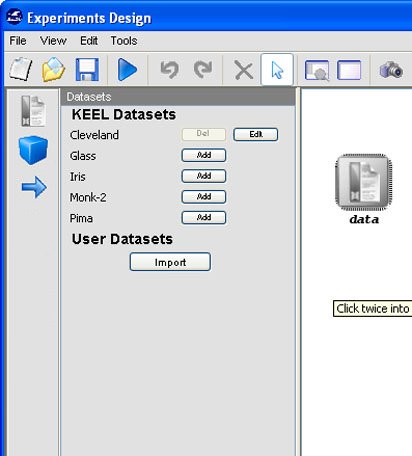 Experiments Design
File View Edit Tools
Datasets
KEEL Datasets
Cleveland Del Edit
Glass Add
Iris Add
Monk-2 Add
Pima Add
User Datasets
Import
data
Click twice into